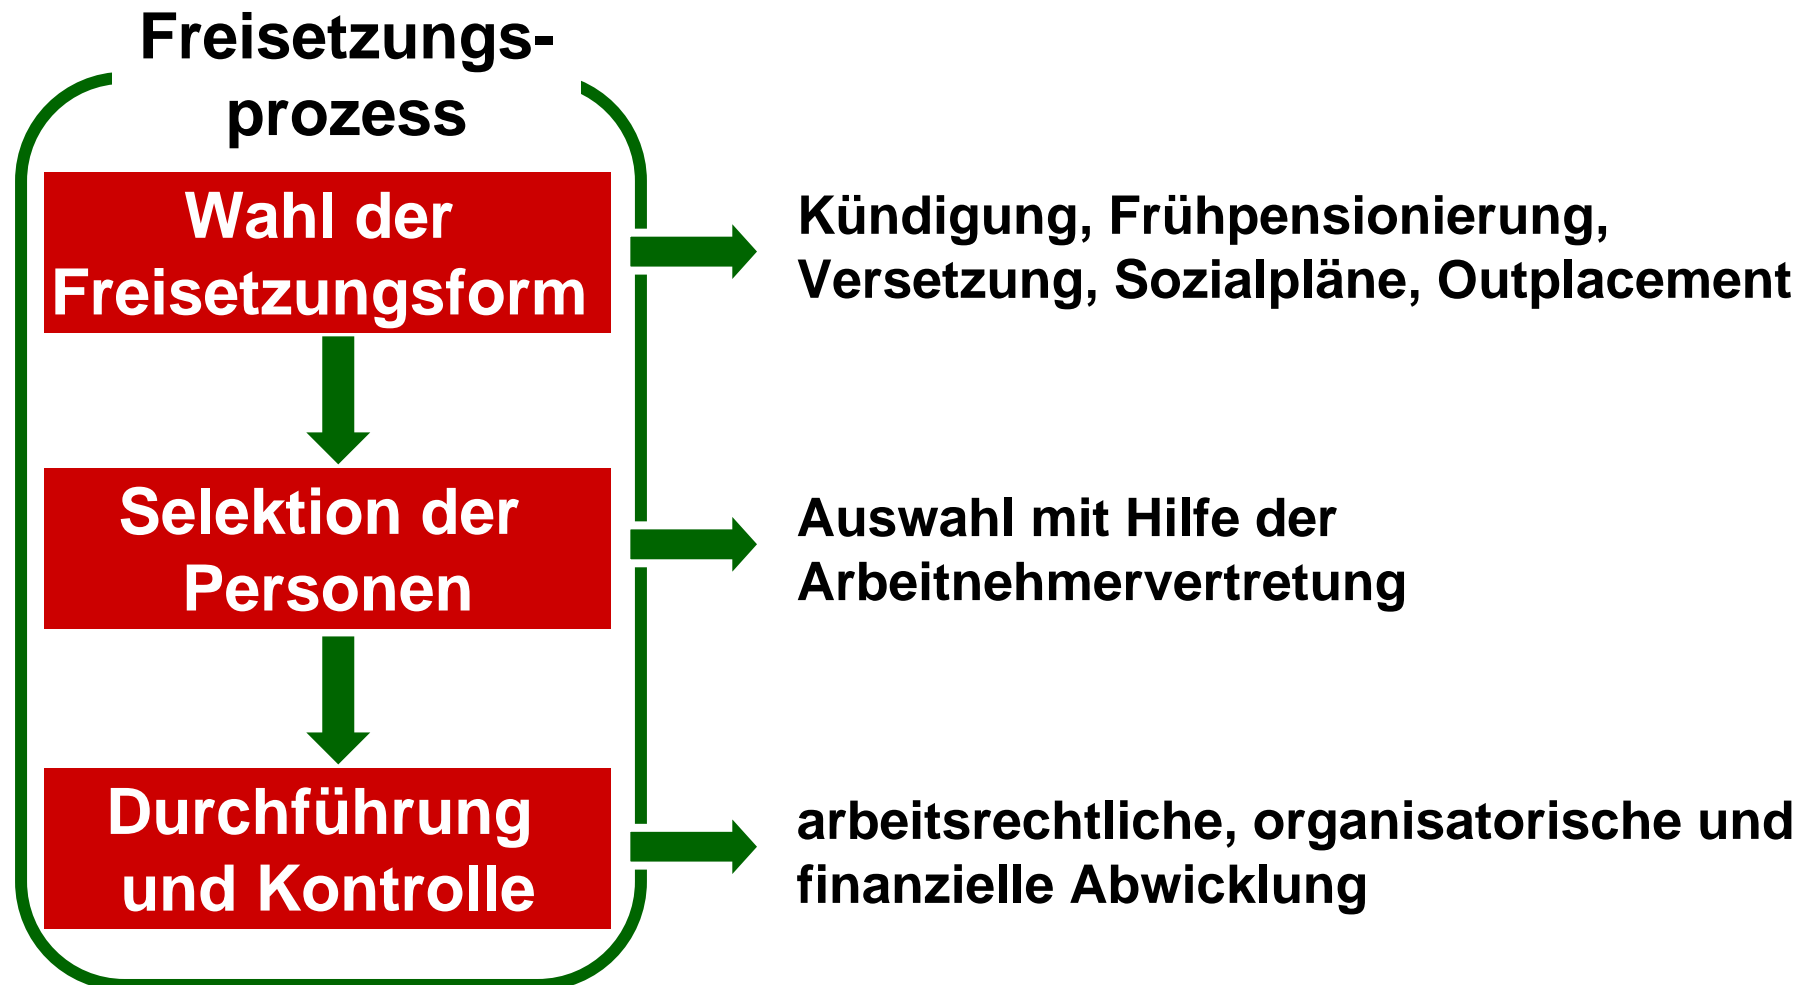 Freisetzungs-
prozess
Wahl der
Freisetzungsform
Kündigung, Frühpensionierung,
Versetzung, Sozialpläne, Outplacement
Selektion der
Personen
Auswahl mit Hilfe der
Arbeitnehmervertretung
Durchführung
und Kontrolle
arbeitsrechtliche, organisatorische und
finanzielle Abwicklung